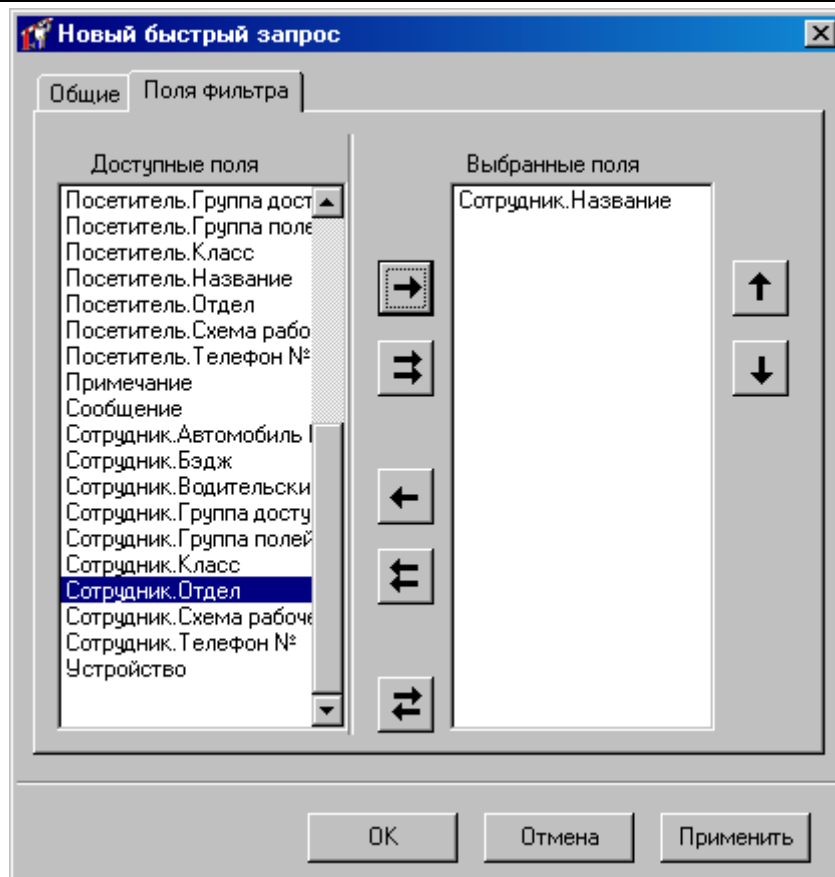 Новый быстрый запрос
Общие
Поля фильтра
Доступные поля
Выбранные поля
Посетитель.Группа дост
Посетитель.Группа поле
Посетитель.Класс
Посетитель.Название
Посетитель.Отдел
Посетитель.Схема рабо
Посетитель.Телефон №
Примечание
Сообщение
Сотрудник.Автомобиль
Сотрудник.Бэдж
Сотрудник.Водительски
Сотрудник.Группа досту
Сотрудник.Группа полей
Сотрудник.Класс
Сотрудник.Отдел
Сотрудник.Схема рабоче
Сотрудник.Телефон №
Устройство
Сотрудник.Название
OK
Отмена
Применить